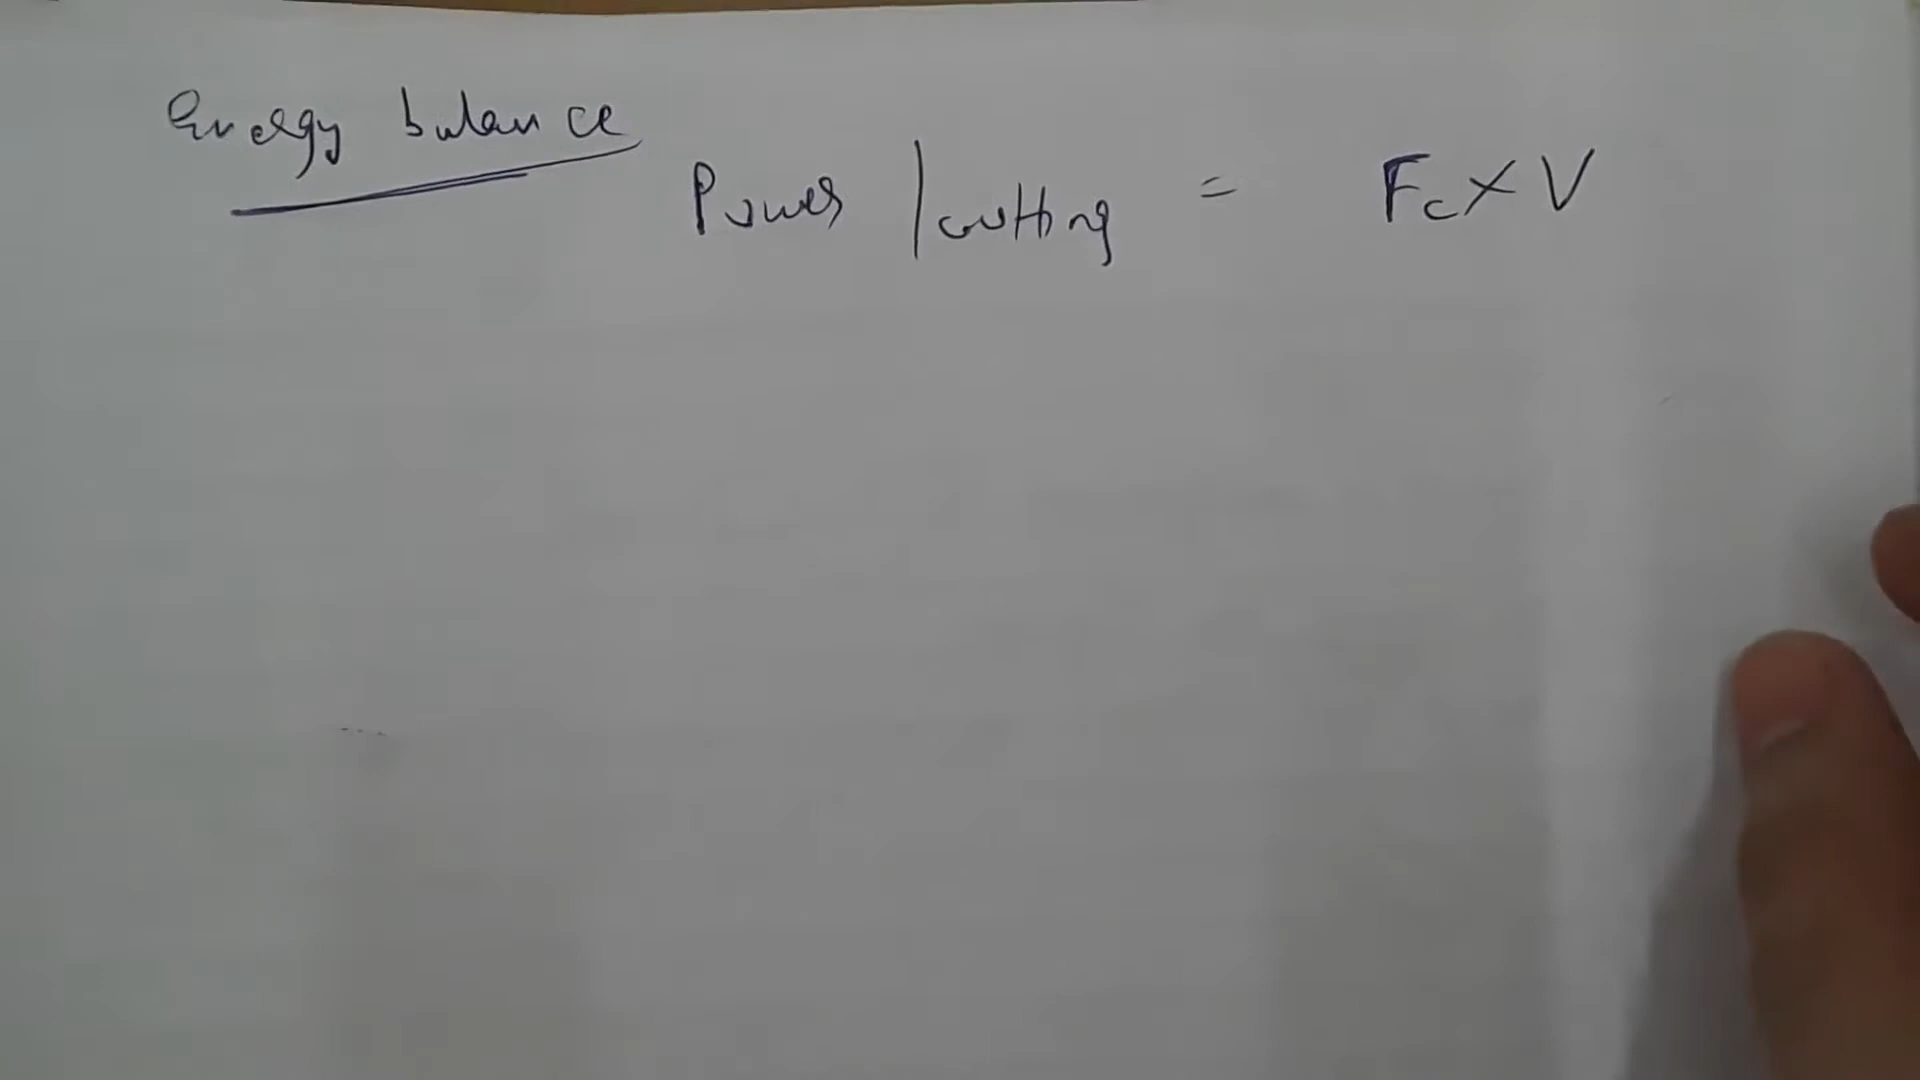 Energy balance
Power | cutting = Fc × V